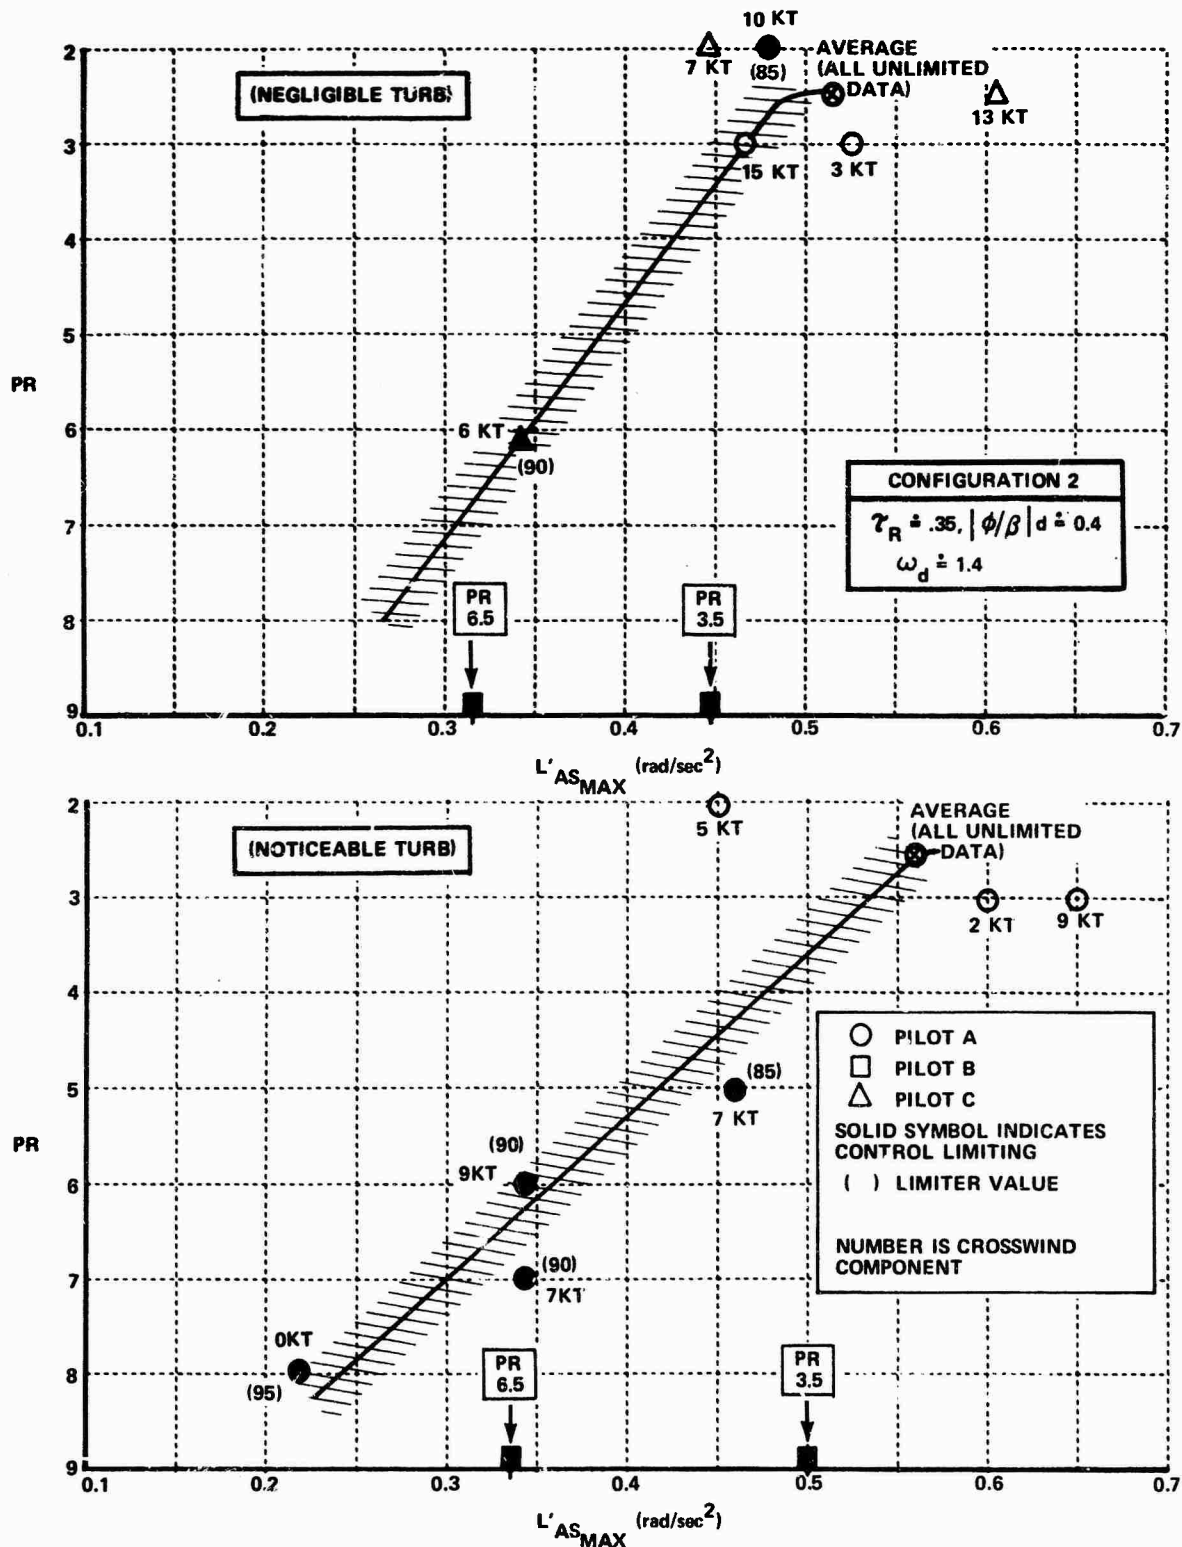 10 KT
2
7 KT
(85)
AVERAGE
(ALL UNLIMITED
DATA)
(NEGLIGIBLE TURB)
13 KT
3
15 KT
3 KT
4
5
PR
6 KT
6
(90)
CONFIGURATION 2
τR ≐ .35, |ϕ/β|d ≐ 0.4
ωd ≐ 1.4
7
PR
6.5
PR
3.5
8
9
0.1 0.2 0.3 0.4 0.5 0.6 0.7
L'ASMAX (rad/sec2)
2
5 KT
AVERAGE
(ALL UNLIMITED
DATA)
(NOTICEABLE TURB)
3
2 KT
9 KT
4
PILOT A
PILOT B
PILOT C
SOLID SYMBOL INDICATES
CONTROL LIMITING
( ) LIMITER VALUE
NUMBER IS CROSSWIND
COMPONENT
5
(85)
7 KT
PR
(90)
9KT
6
7
(90)
7KT
0KT
8
(95)
PR
6.5
PR
3.5
9
0.1 0.2 0.3 0.4 0.5 0.6 0.7
L'ASMAX (rad/sec2)